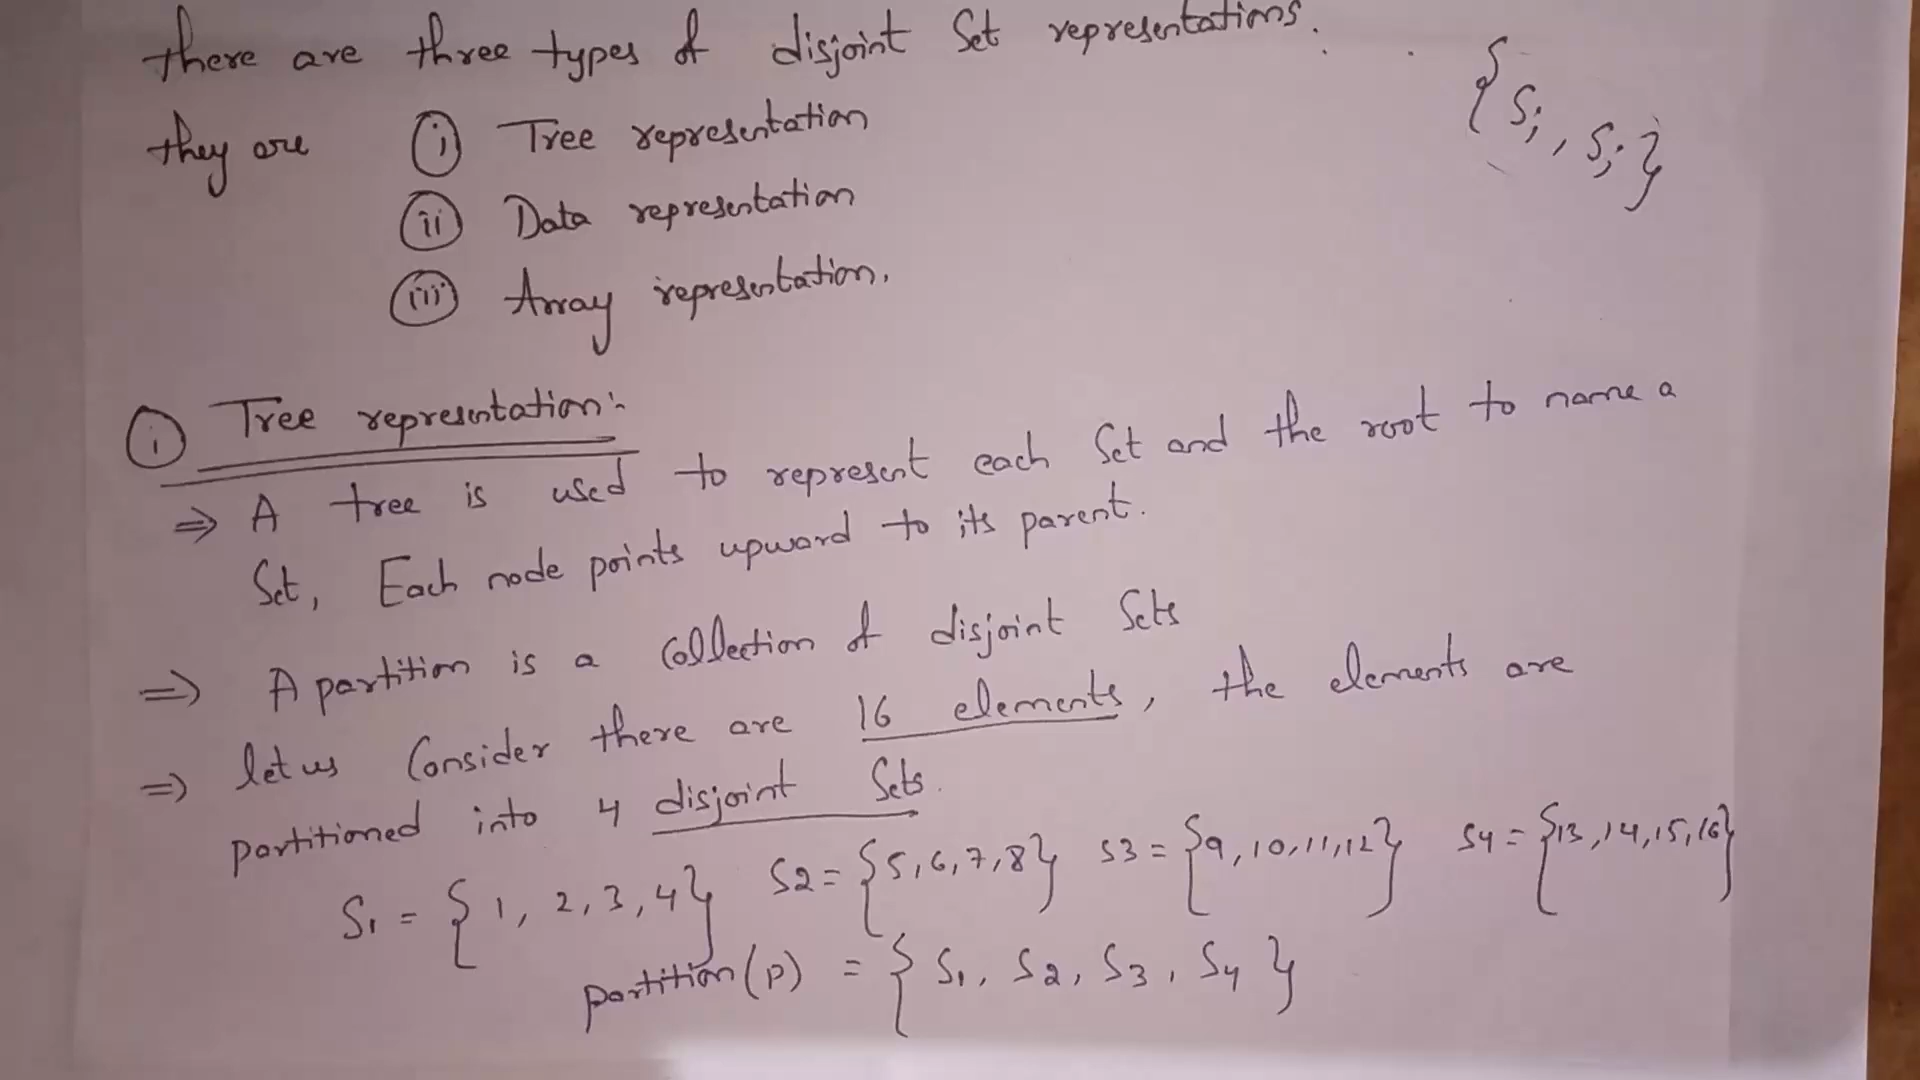 there are three types of disjoint Set representations.
{Si, Sj}
they are (i) Tree representation
(ii) Data representation
(iii) Array representation.
(i) Tree representation:-
=> A tree is used to represent each Set and the root to name a
Set, Each node points upward to its parent.
=> A partition is a collection of disjoint Sets
=> let us Consider there are 16 elements, the elements are
partitioned into 4 disjoint Sets.
S1 = {1, 2, 3, 4} S2 = {5, 6, 7, 8} S3 = {9, 10, 11, 12} S4 = {13, 14, 15, 16}
partition(p) = {S1, S2, S3, S4}